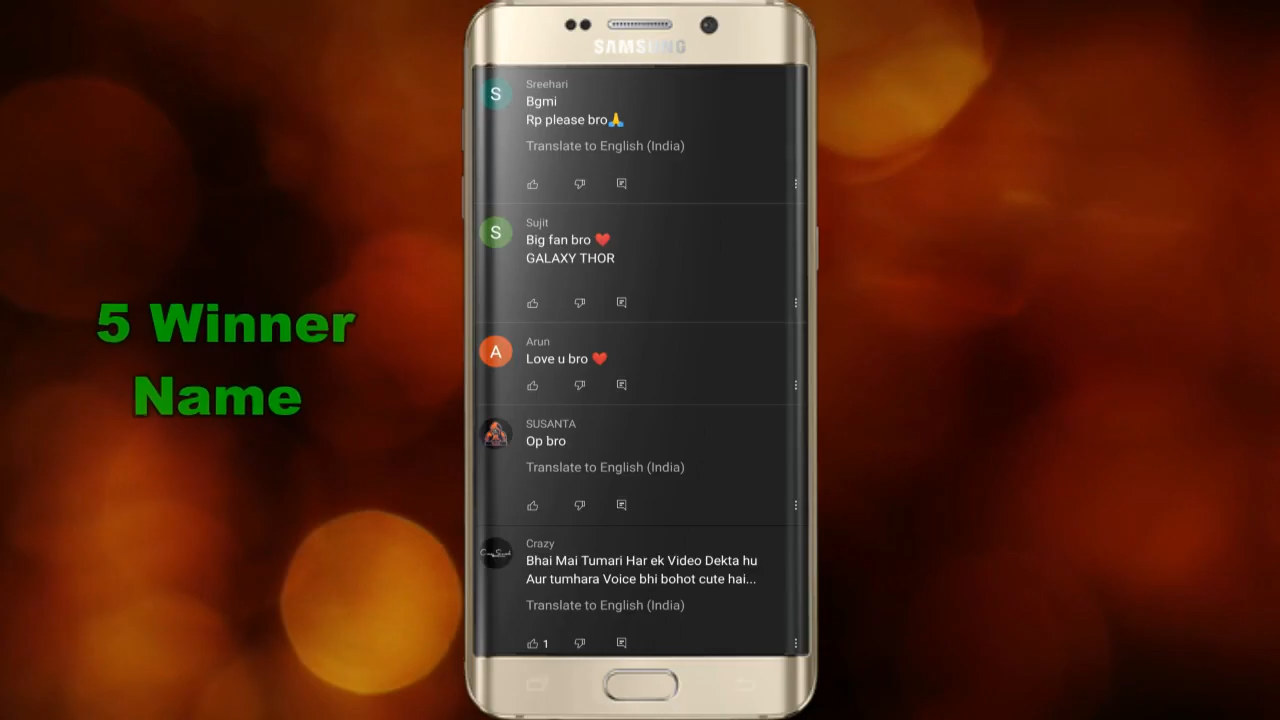 SAMSUNG
S
Sreehari
Bgmi
Rp please bro🙏
Translate to English (India)
S
Sujit
Big fan bro ❤️
GALAXY THOR
5 Winner
Name
A
Arun
Love u bro ❤️
SUSANTA
Op bro
Translate to English (India)
Crazy
Bhai Mai Tumari Har ek Video Dekta hu
Aur tumhara Voice bhi bohot cute hai...
Translate to English (India)
1